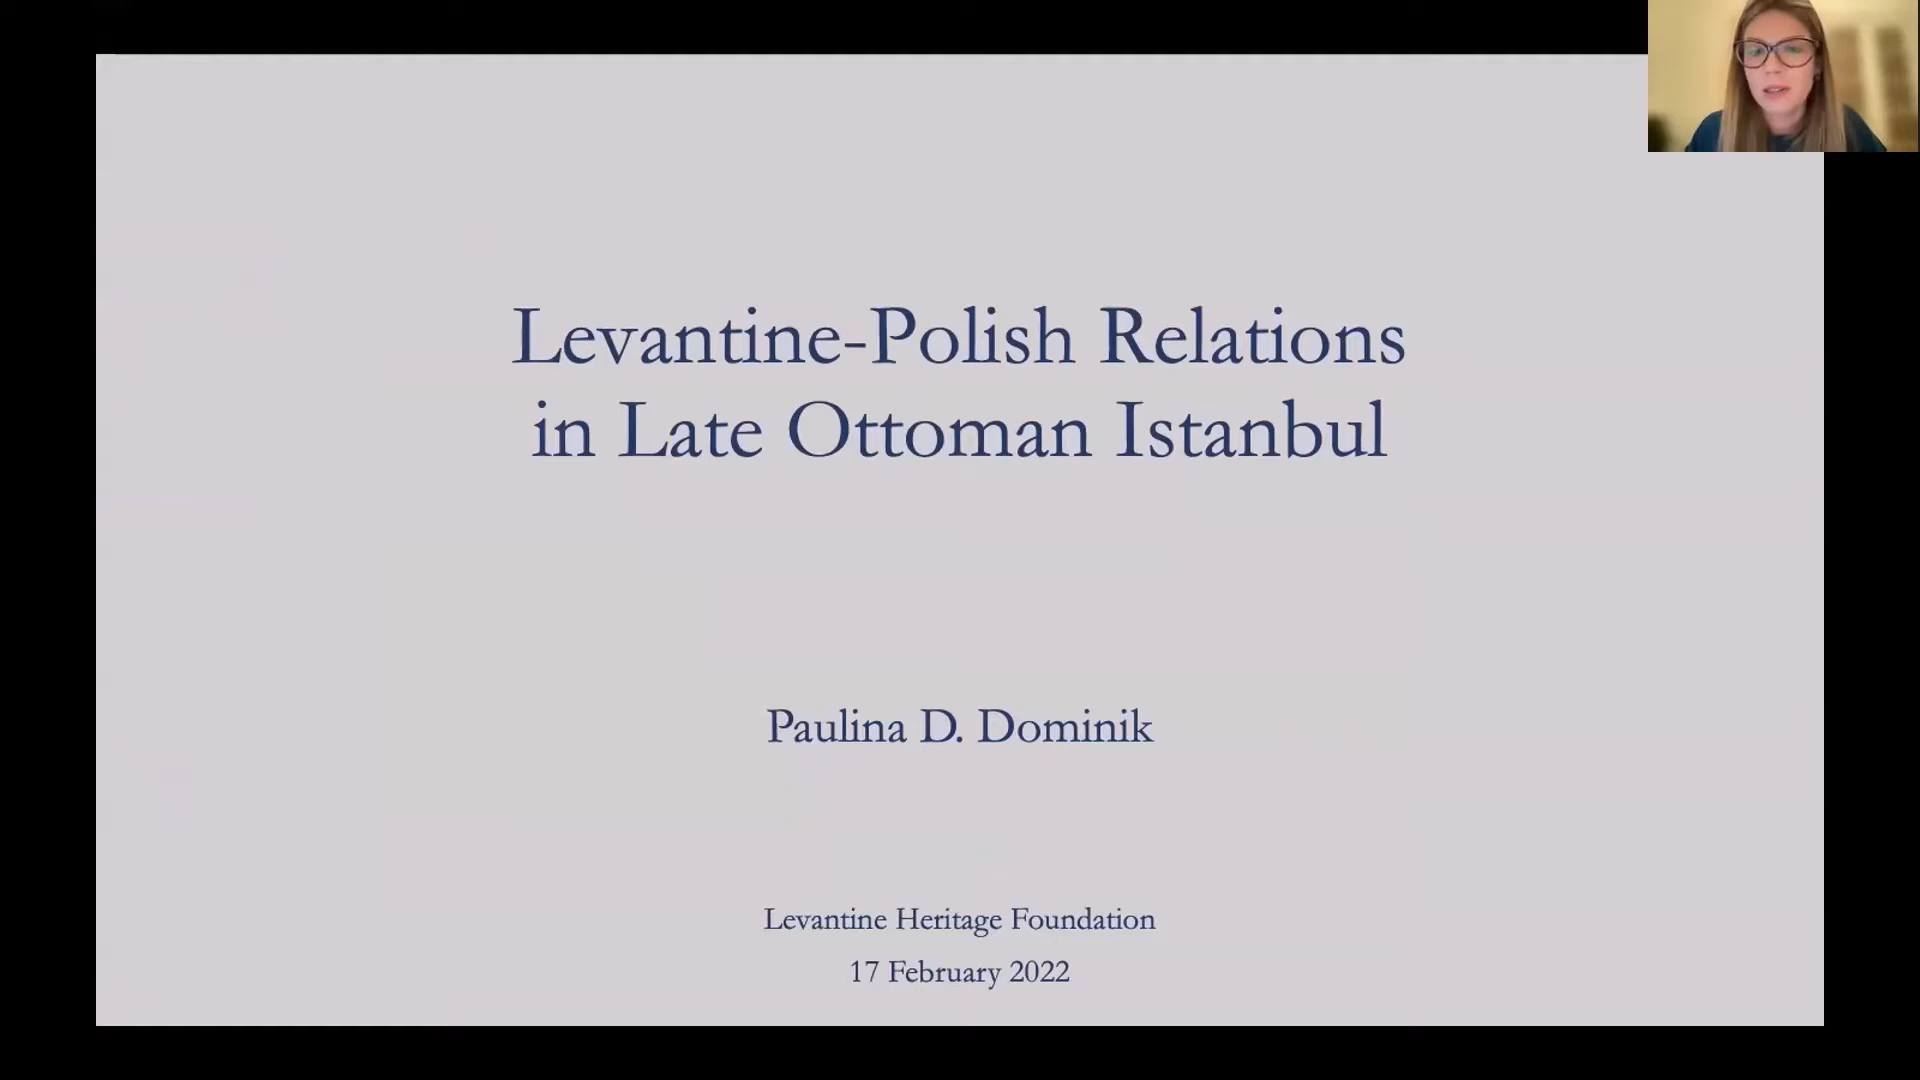 Levantine-Polish Relations
in Late Ottoman Istanbul
Paulina D. Dominik
Levantine Heritage Foundation
17 February 2022